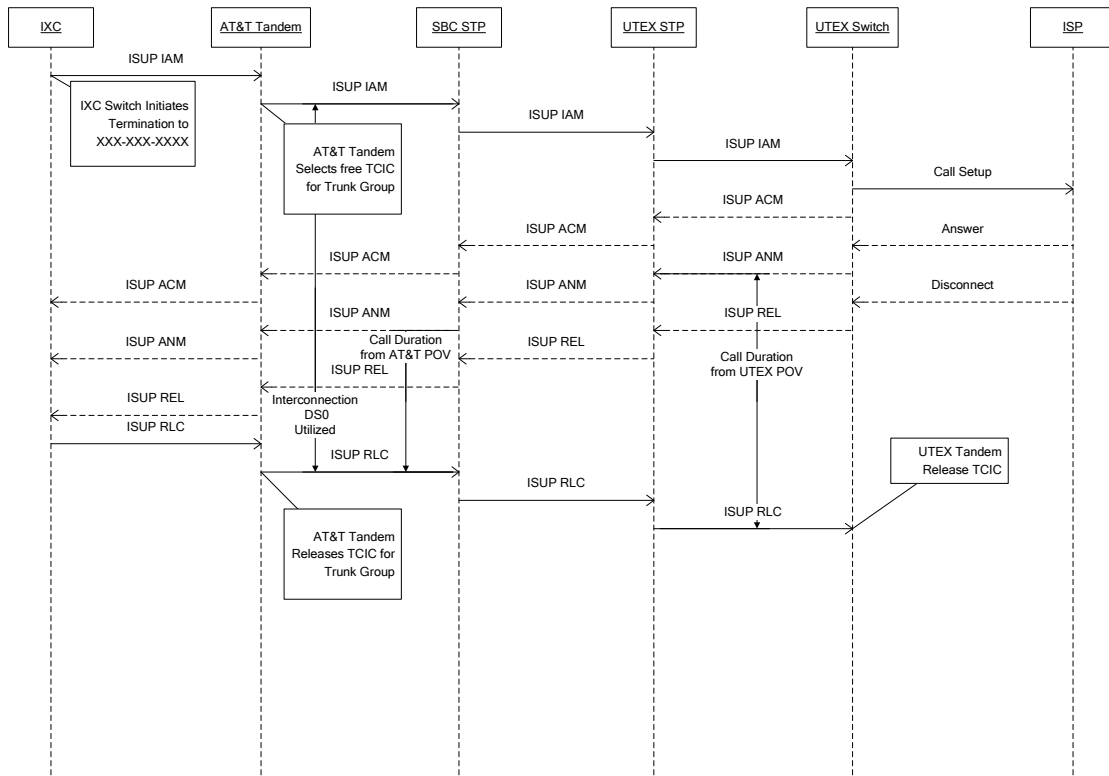 IXC
AT&T Tandem
SBC STP
UTEX STP
UTEX Switch
ISP
ISUP IAM
ISUP IAM
IXC Switch Initiates
Termination to
XXX-XXX-XXXX
ISUP IAM
AT&T Tandem
Selects free TCIC
for Trunk Group
ISUP IAM
Call Setup
ISUP ACM
ISUP ACM
Answer
ISUP ACM
ISUP ANM
ISUP ACM
ISUP ANM
Disconnect
ISUP ANM
ISUP REL
Call Duration
from AT&T POV
ISUP ANM
ISUP REL
Call Duration
from UTEX POV
ISUP REL
Interconnection
DS0
Utilized
ISUP REL
ISUP RLC
ISUP RLC
UTEX Tandem
Release TCIC
ISUP RLC
ISUP RLC
AT&T Tandem
Releases TCIC for
Trunk Group